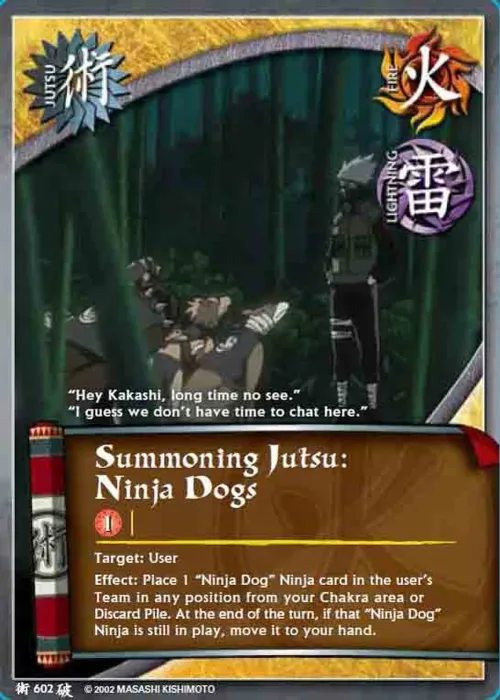 JUTSU
術
FIRE
火
LIGHTNING
雷
"Hey Kakashi, long time no see."
"I guess we don't have time to chat here."
Summoning Jutsu:
Ninja Dogs
1
術
Target: User
Effect: Place 1 "Ninja Dog" Ninja card in the user's
Team in any position from your Chakra area or
Discard Pile. At the end of the turn, if that "Ninja Dog"
Ninja is still in play, move it to your hand.
術 602 破 © 2002 MASASHI KISHIMOTO